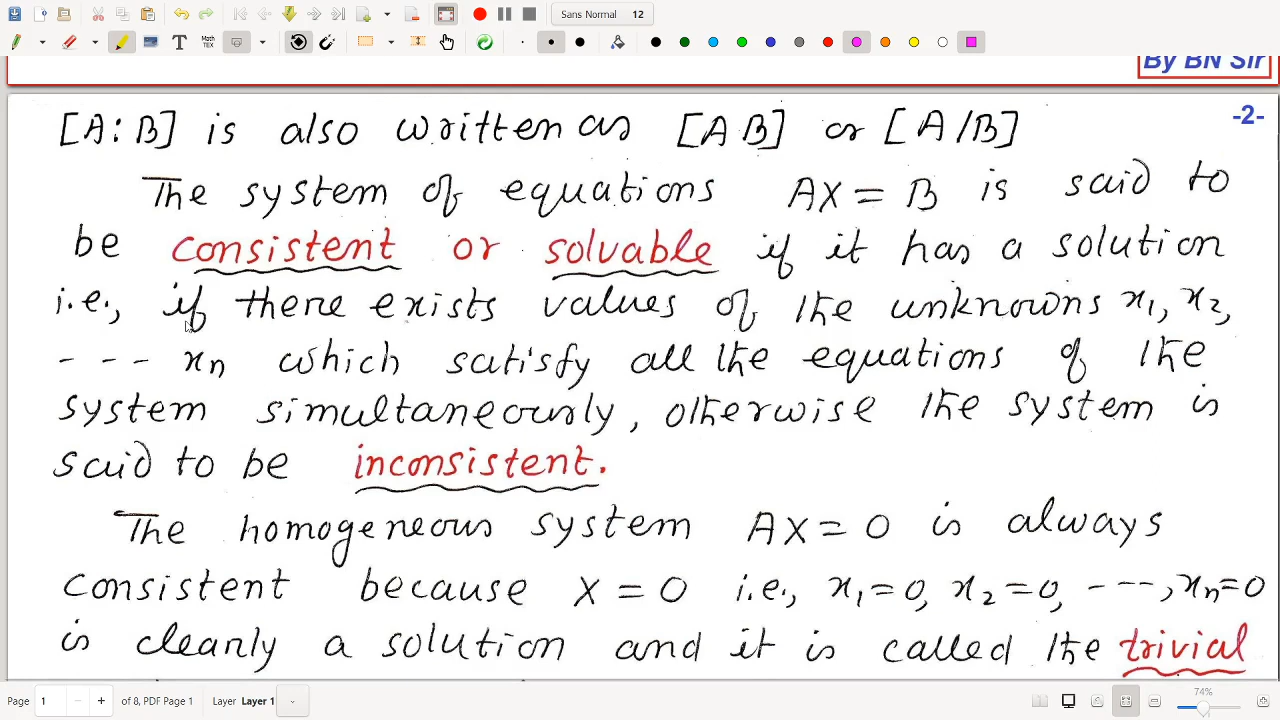 Sans Normal 12
Math TEX
By BN Sir
-2-
[A:B] is also written as [AB] or [A/B]
The system of equations AX = B is said to
be consistent or solvable if it has a solution
i.e., if there exists values of the unknowns x1, x2,
---- xn which satisfy all the equations of the
system simultaneously, otherwise the system is
said to be inconsistent.
The homogeneous system AX = 0 is always
consistent because X = 0 i.e., x1=0, x2=0, ----, xn=0
is clearly a solution and it is called the trivial
Page 1 of 8, PDF Page 1 Layer Layer 1 74%